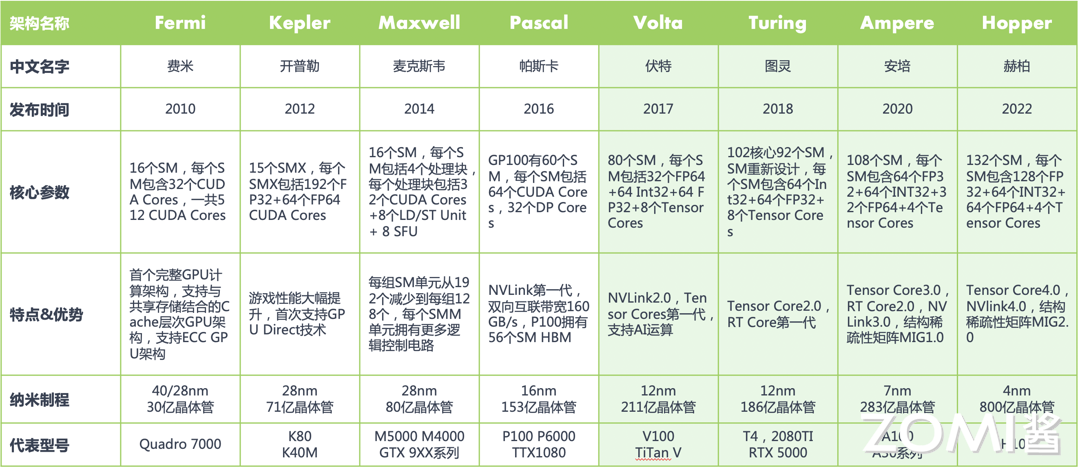 架构名称 Fermi Kepler Maxwell Pascal Volta Turing Ampere Hopper
中文名字 费米 开普勒 麦克斯韦 帕斯卡 伏特 图灵 安培 赫柏
发布时间 2010 2012 2014 2016 2017 2018 2020 2022
核心参数
16个SM，每个S
M包含32个CUD
A Cores，一共5
12 CUDA Cores
15个SMX，每个
SMX包括192个F
P32+64个FP64
CUDA Cores
16个SM，每个S
M包括4个处理块，
每个处理块包括3
2个CUDA Cores
+8个LD/ST Unit
+ 8 SFU
GP100有60个S
M，每个SM包括
64个CUDA Core
s，32个DP Core
s
80个SM，每个S
M包括32个FP64
+64 Int32+64 F
P32+8个Tensor
Cores
102核心92个SM，
SM重新设计，每
个SM包含64个In
t32+64个FP32+
8个Tensor Core
s
108个SM，每个
SM包含64个FP3
2+64个INT32+3
2个FP64+4个Te
nsor Cores
132个SM，每个
SM包含128个FP
32+64个INT32+
64个FP64+4个T
ensor Cores
特点&优势
首个完整GPU计
算架构，支持与
共享存储结合的C
ache层次GPU架
构，支持ECC GP
U架构
游戏性能大幅提
升，首次支持GP
U Direct技术
每组SM单元从19
2个减少到每组12
8个，每个SMM
单元拥有更多逻
辑控制电路
NVLink第一代，
双向互联带宽160
GB/s，P100拥有
56个SM HBM
NVLink2.0，Ten
sor Cores第一代，
支持AI运算
Tensor Core2.0，
RT Core第一代
Tensor Core3.0，
RT Core2.0，NV
Link3.0，结构稀
疏性矩阵MIG1.0
Tensor Core4.0，
NVlink4.0，结构
稀疏性矩阵MIG2.
0
纳米制程
40/28nm
30亿晶体管
28nm
71亿晶体管
28nm
80亿晶体管
16nm
153亿晶体管
12nm
211亿晶体管
12nm
186亿晶体管
7nm
283亿晶体管
4nm
800亿晶体管
代表型号
Quadro 7000
K80
K40M
M5000 M4000
GTX 9XX系列
P100 P6000
TTX1080
V100
TiTan V
T4，2080TI
RTX 5000
A100
A30系列
H100
ZOMI酱